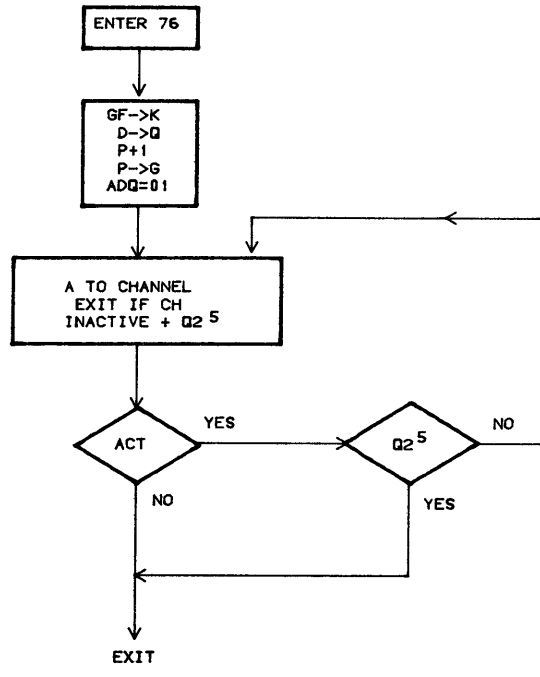 ENTER 76
GF->K
D->Q
P+1
P->G
ADQ=01
A TO CHANNEL
EXIT IF CH
INACTIVE + Q2 5
ACT
YES
Q2 5
NO
NO
YES
EXIT